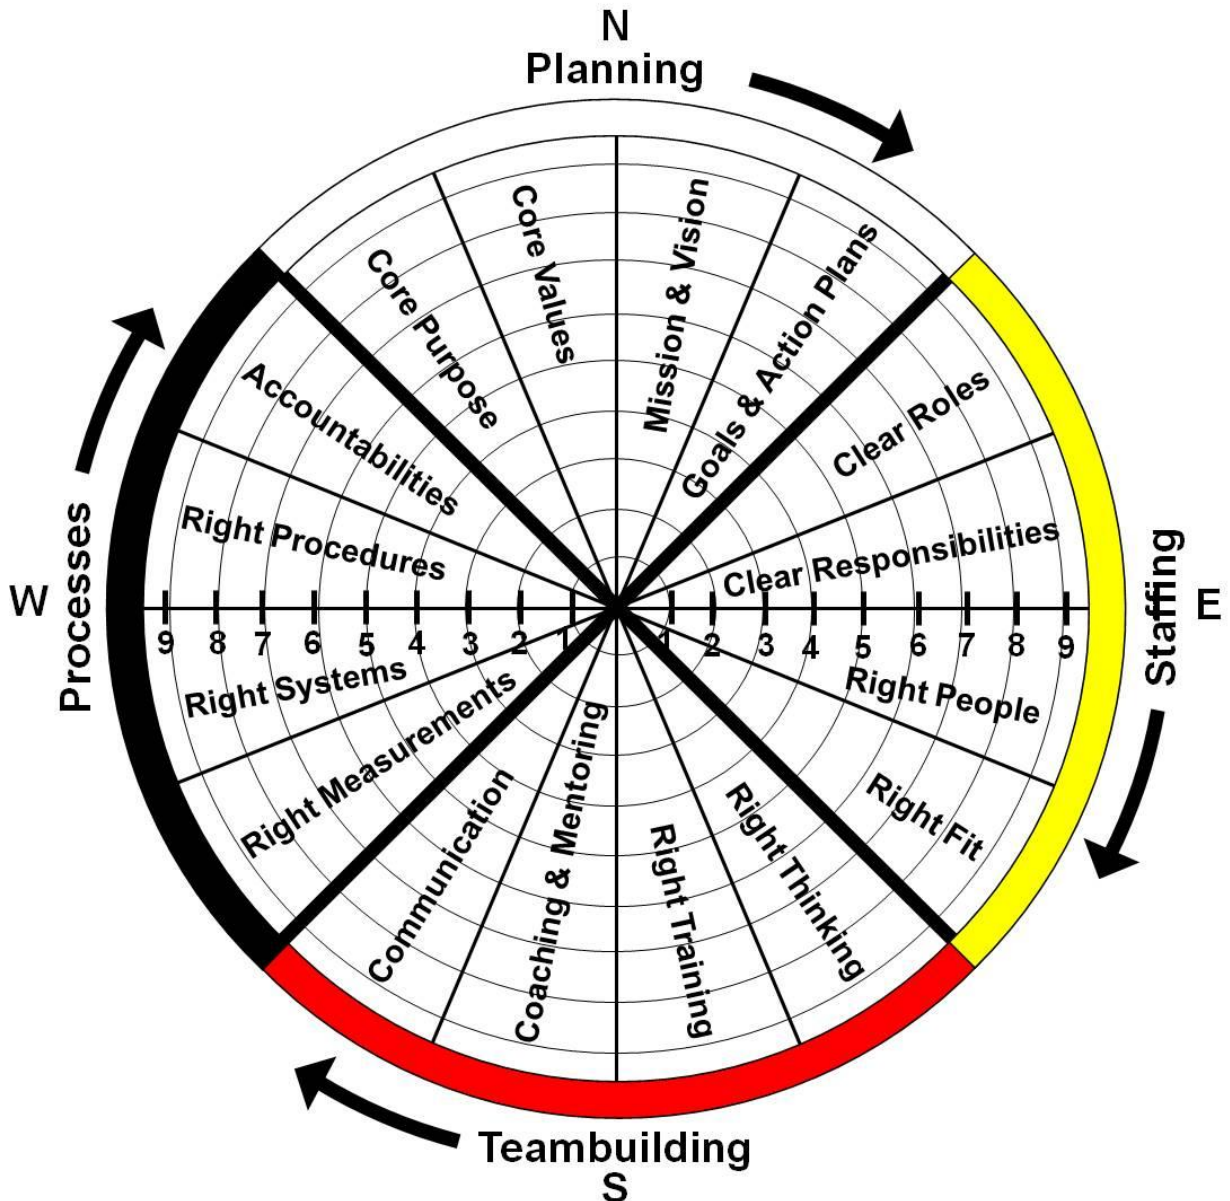 N
Planning
Core Purpose
Core Values
Mission & Vision
Goals & Action Plans
Clear Roles
Clear Responsibilities
Right People
Right Fit
Staffing
E
Right Thinking
Right Training
Coaching & Mentoring
Communication
Teambuilding
S
Right Measurements
Right Systems
Right Procedures
Accountabilities
Processes
W
9 8 7 6 5 4 3 2 1 1 2 3 4 5 6 7 8 9